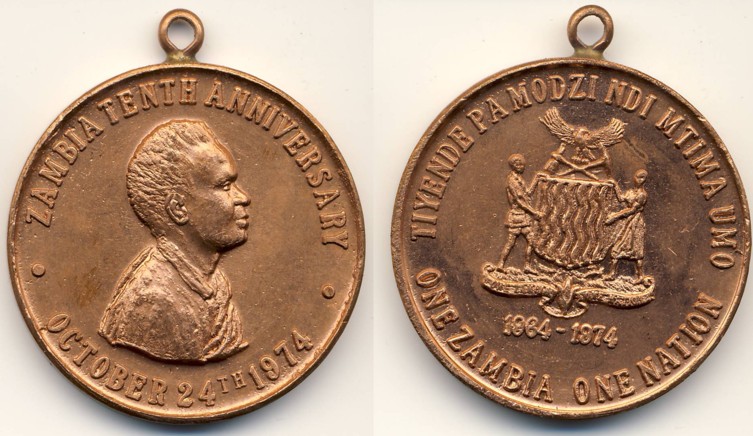 ZAMBIA TENTH ANNIVERSARY
OCTOBER 24TH 1974
TIYENDE PAMODZI NDI MTIMA UMO
1964-1974
ONE ZAMBIA ONE NATION